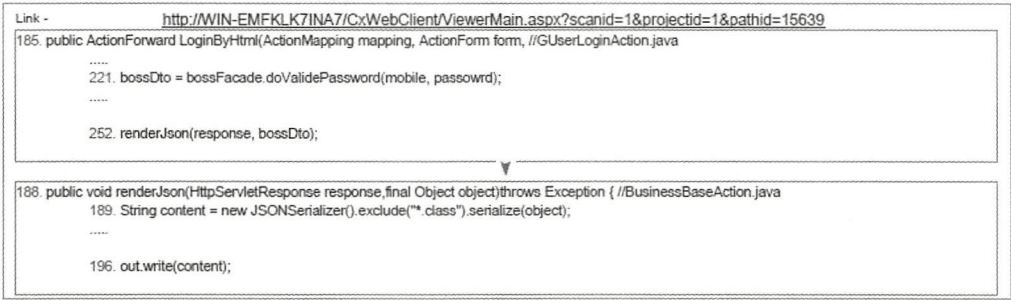 Link - http://WIN-EMFKLK7INA7/CxWebClient/ViewerMain.aspx?scanid=1&projectid=1&pathid=15639
185. public ActionForward LoginByHtml(ActionMapping mapping, ActionForm form, //GUserLoginAction.java
.....
221. bossDto = bossFacade.doValidePassword(mobile, passowrd);
.....
252. renderJson(response, bossDto);
188. public void renderJson(HttpServletResponse response,final Object object)throws Exception { //BusinessBaseAction.java
189. String content = new JSONSerializer().exclude("*.class").serialize(object);
.....
196. out.write(content);